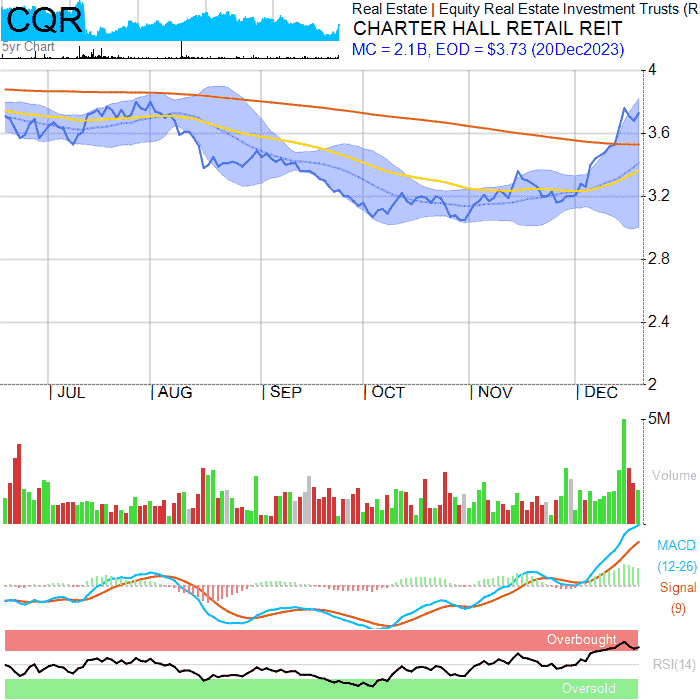 CQR
5yr Chart
Real Estate | Equity Real Estate Investment Trusts (R
CHARTER HALL RETAIL REIT
MC = 2.1B, EOD = $3.73 (20Dec2023)
4
3.6
3.2
2.8
2.4
2
JUL AUG SEP OCT NOV DEC
5M
Volume
MACD
(12-26)
Signal
(9)
Overbought
RSI(14)
Oversold